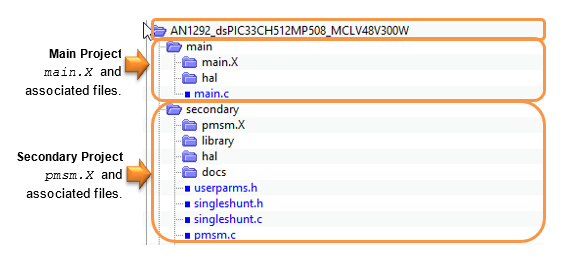 AN1292_dsPIC33CH512MP508_MCLV48V300W
main
Main Project
main.X and
associated files.
main.X
hal
main.c
secondary
pmsm.X
library
Secondary Project
pmsm.X and
associated files.
hal
docs
userparms.h
singleshunt.h
singleshunt.c
pmsm.c